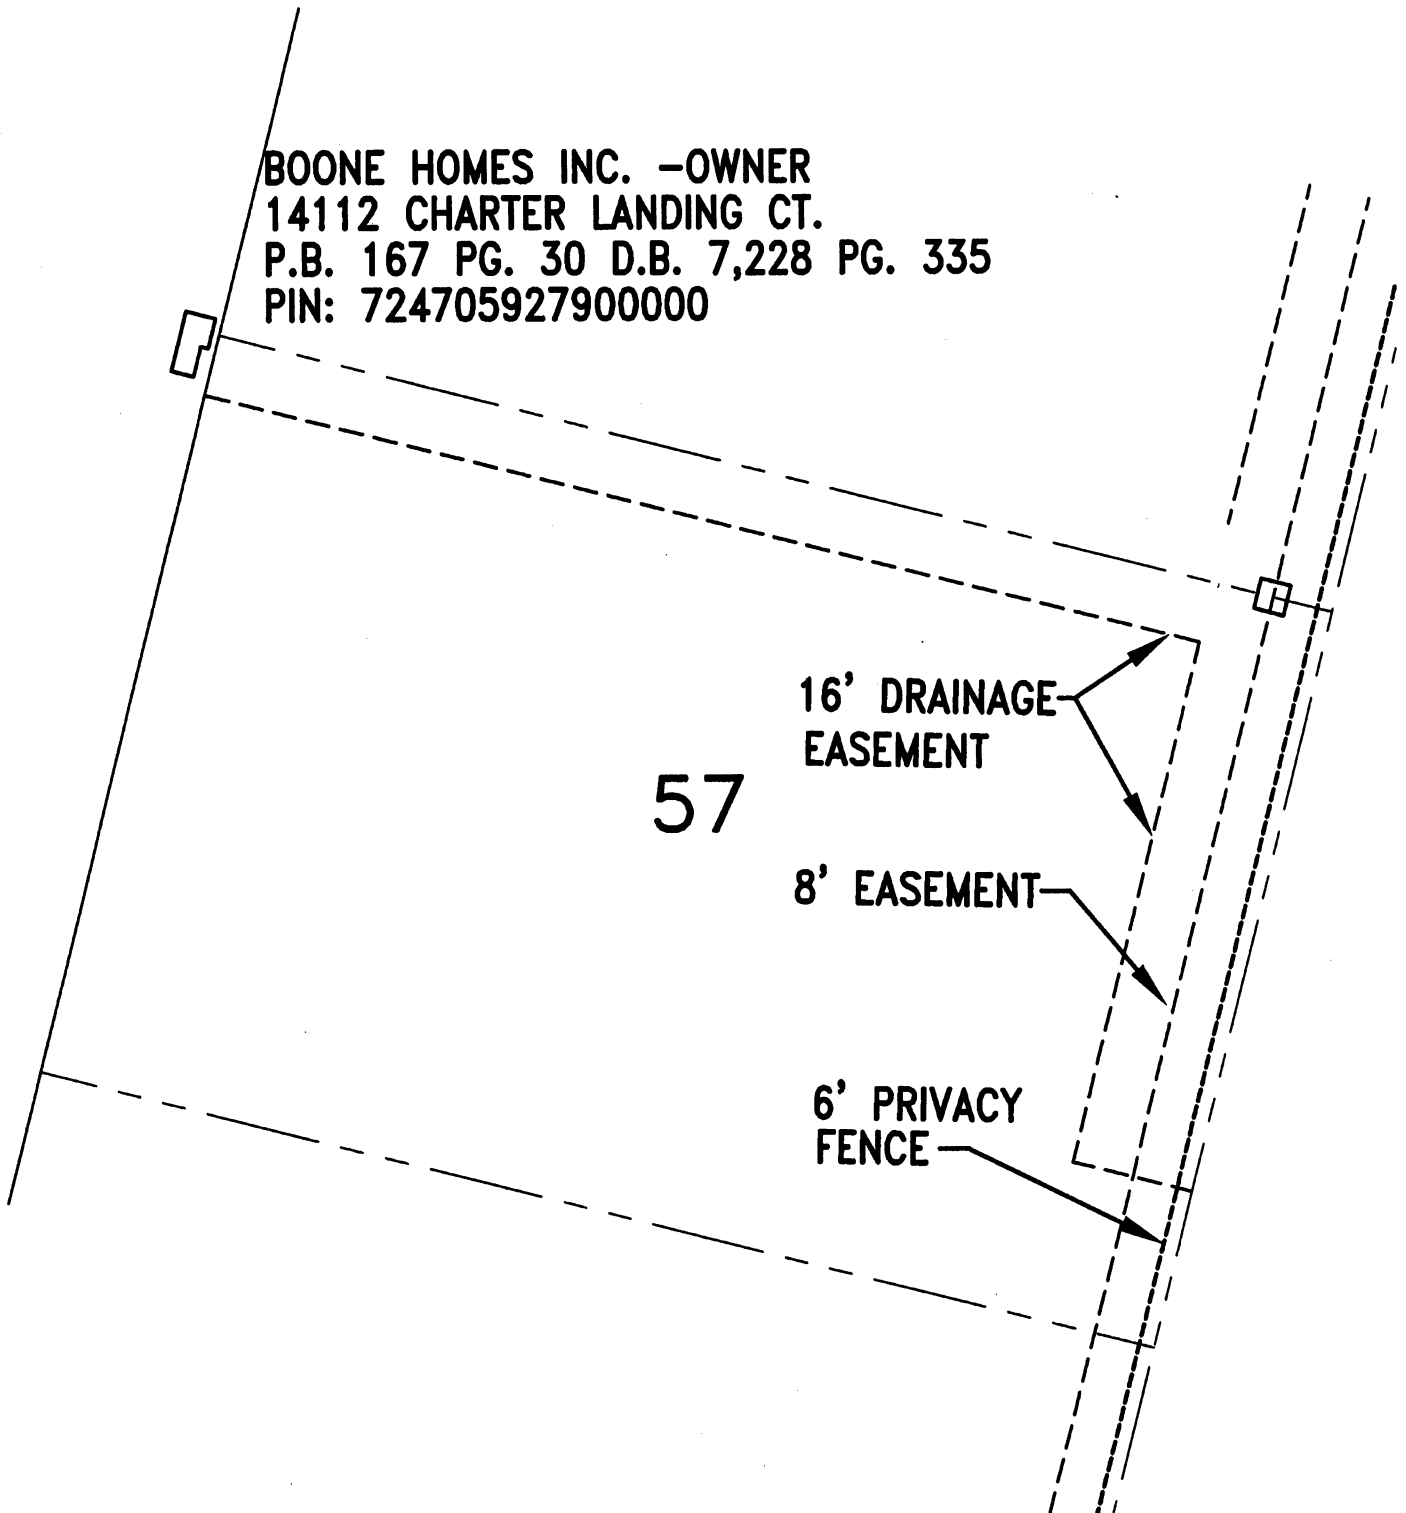 BOONE HOMES INC. -OWNER
14112 CHARTER LANDING CT.
P.B. 167 PG. 30 D.B. 7,228 PG. 335
PIN: 724705927900000
16' DRAINAGE
EASEMENT
57
8' EASEMENT
6' PRIVACY
FENCE